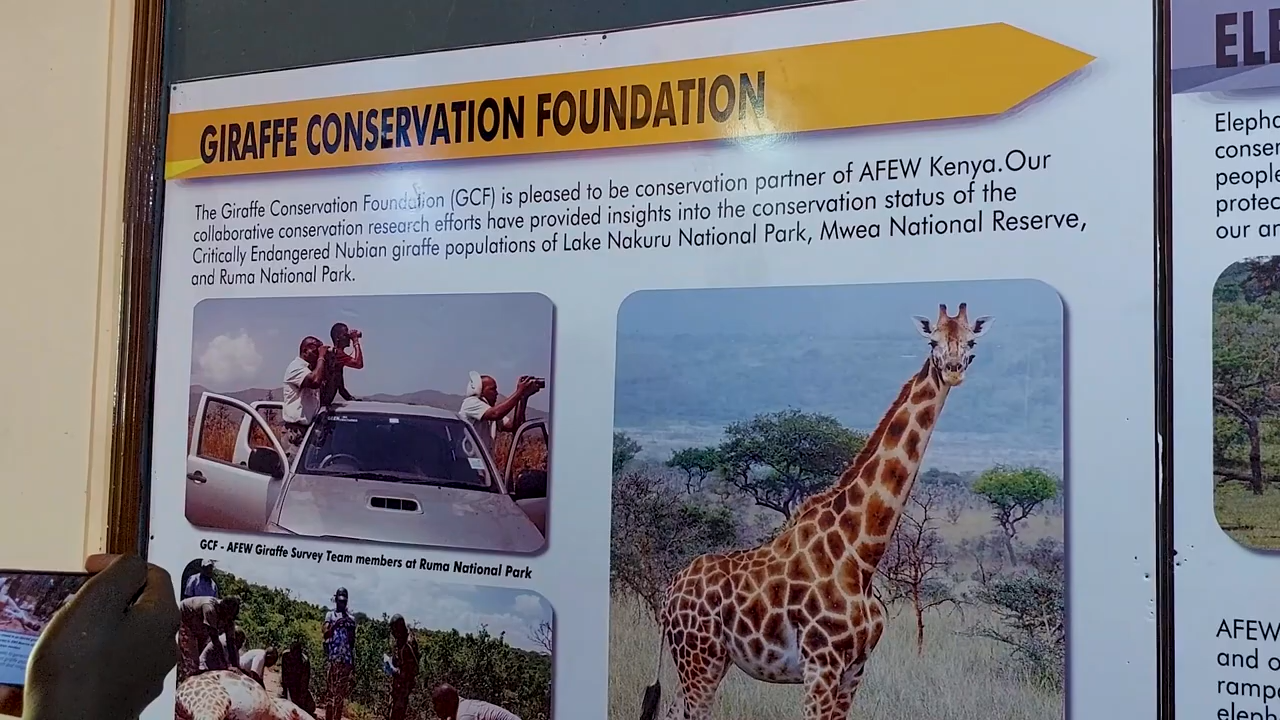 GIRAFFE CONSERVATION FOUNDATION
The Giraffe Conservation Foundation (GCF) is pleased to be conservation partner of AFEW Kenya.Our
collaborative conservation research efforts have provided insights into the conservation status of the
Critically Endangered Nubian giraffe populations of Lake Nakuru National Park, Mwea National Reserve,
and Ruma National Park.
GCF - AFEW Giraffe Survey Team members at Ruma National Park
ELE
Elepha
conser
people
protec
our an
AFEW
and o
rampa
eleph